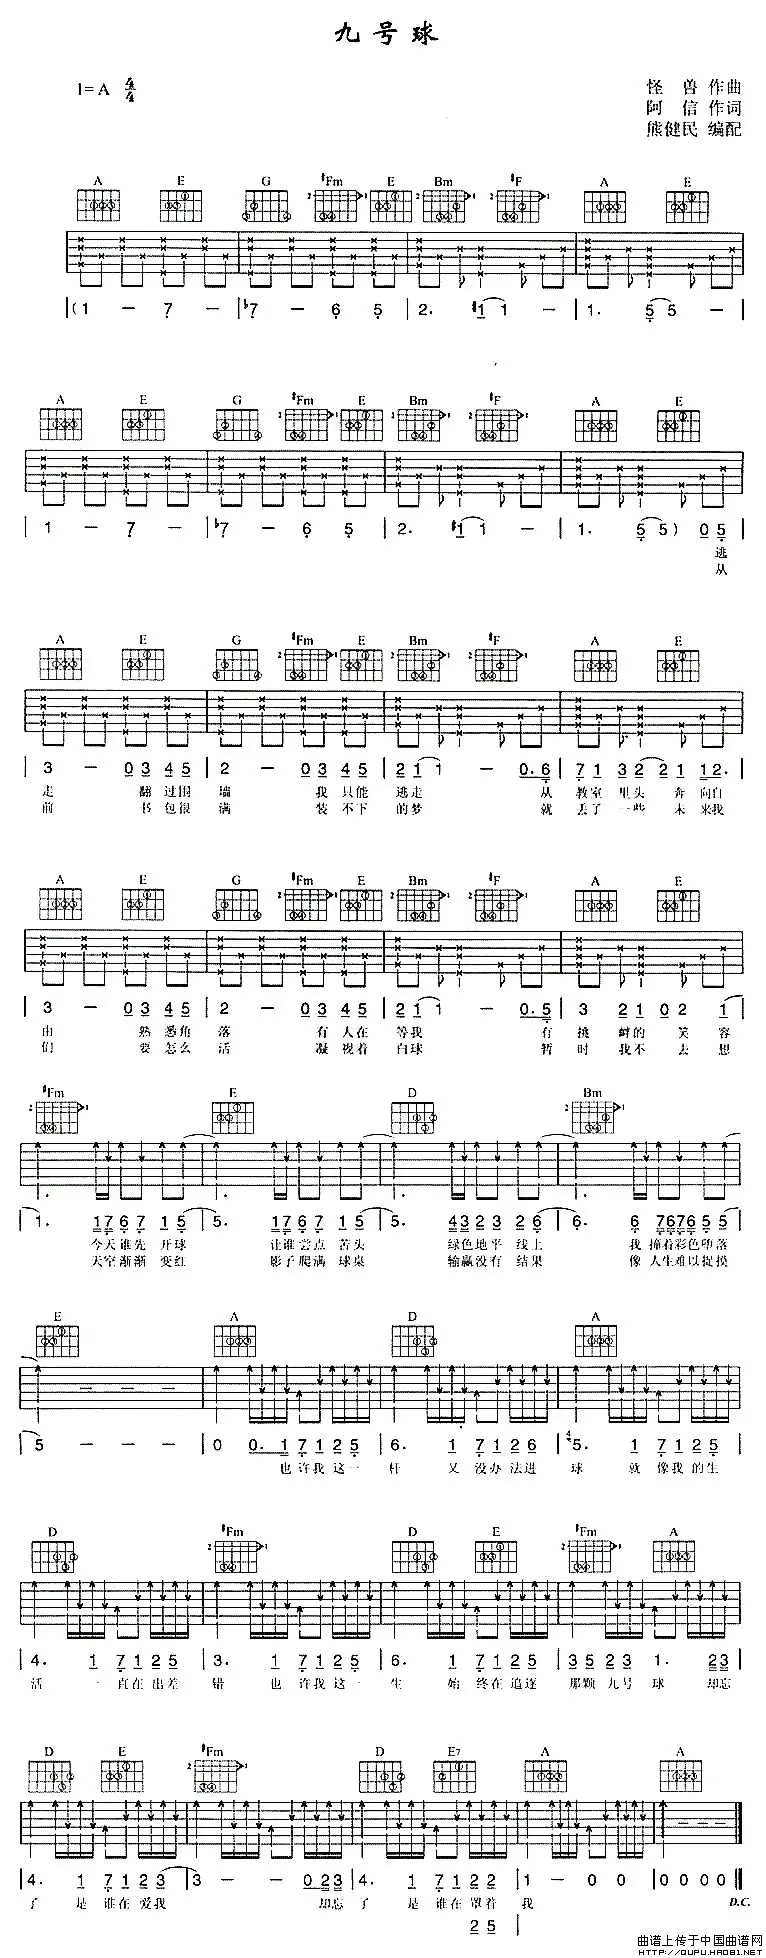 九号球
1=A 4/4
怪兽 作曲
阿信 作词
熊健民 编配
A E G #Fm E Bm #F A E
(1 - 7 - b7 - 6 5 2. #1 1 - 1. 5 5 -
A E G #Fm E Bm #F A E
1 - 7 - b7 - 6 5 2. #1 1 - 1. 5 5) 0 5
逃
从
A E G #Fm E Bm #F A E
3 - 0 3 4 5 2 - 0 3 4 5 2 1 1 - 0.6 7 1 3 2 2 1 1 2.
走 翻过围墙 我只能逃走 从教室里头奔向自
前 书包很满 装不下的梦 就丢了一些未来我
A E G #Fm E Bm #F A E
3 - 0 3 4 5 2 - 0 3 4 5 2 1 1 - 0.5 3 2 1 0 2 1
由 熟悉角落 有人在等我 有挑衅的笑容
们 要怎么活 凝视着白球 暂时我不去想
#Fm E D Bm
1. 1 7 6 7 1 5 5. 1 7 6 7 1 5 5. 4 3 2 3 2 6 6. 6 7 6 7 6 5 5
今天谁先开球 让谁尝点苦头 绿色地平线上 我撞着彩色堕落
天空渐渐变红 影子爬满球桌 输赢没有结果 像人生难以捉摸
E A D A
5 - - - 0 0. 1 7 1 2 5 6. 1 7 1 2 6 5. 1 7 1 2 5
也许我这一杆 又没办法进球 就像我的生
D #Fm D E #Fm A
4. 1 7 1 2 5 3. 1 7 1 2 5 6. 1 7 1 2 5 3 5 2 1 1. 2 3
活 一直在出差错 也许我这一生 始终在追逐那颗九号球 却忘
D E #Fm D E7 A A
4. 1 7 1 2 3 3 - - 0 2 3 4. 1 7 1 2 2 1 - 0 0 0 0 0 0
了 是谁在爱我 却忘了 是谁在罩着我
2 5
D.C.
曲谱上传于中国曲谱网
HTTP://QUPU.HAO81.NET